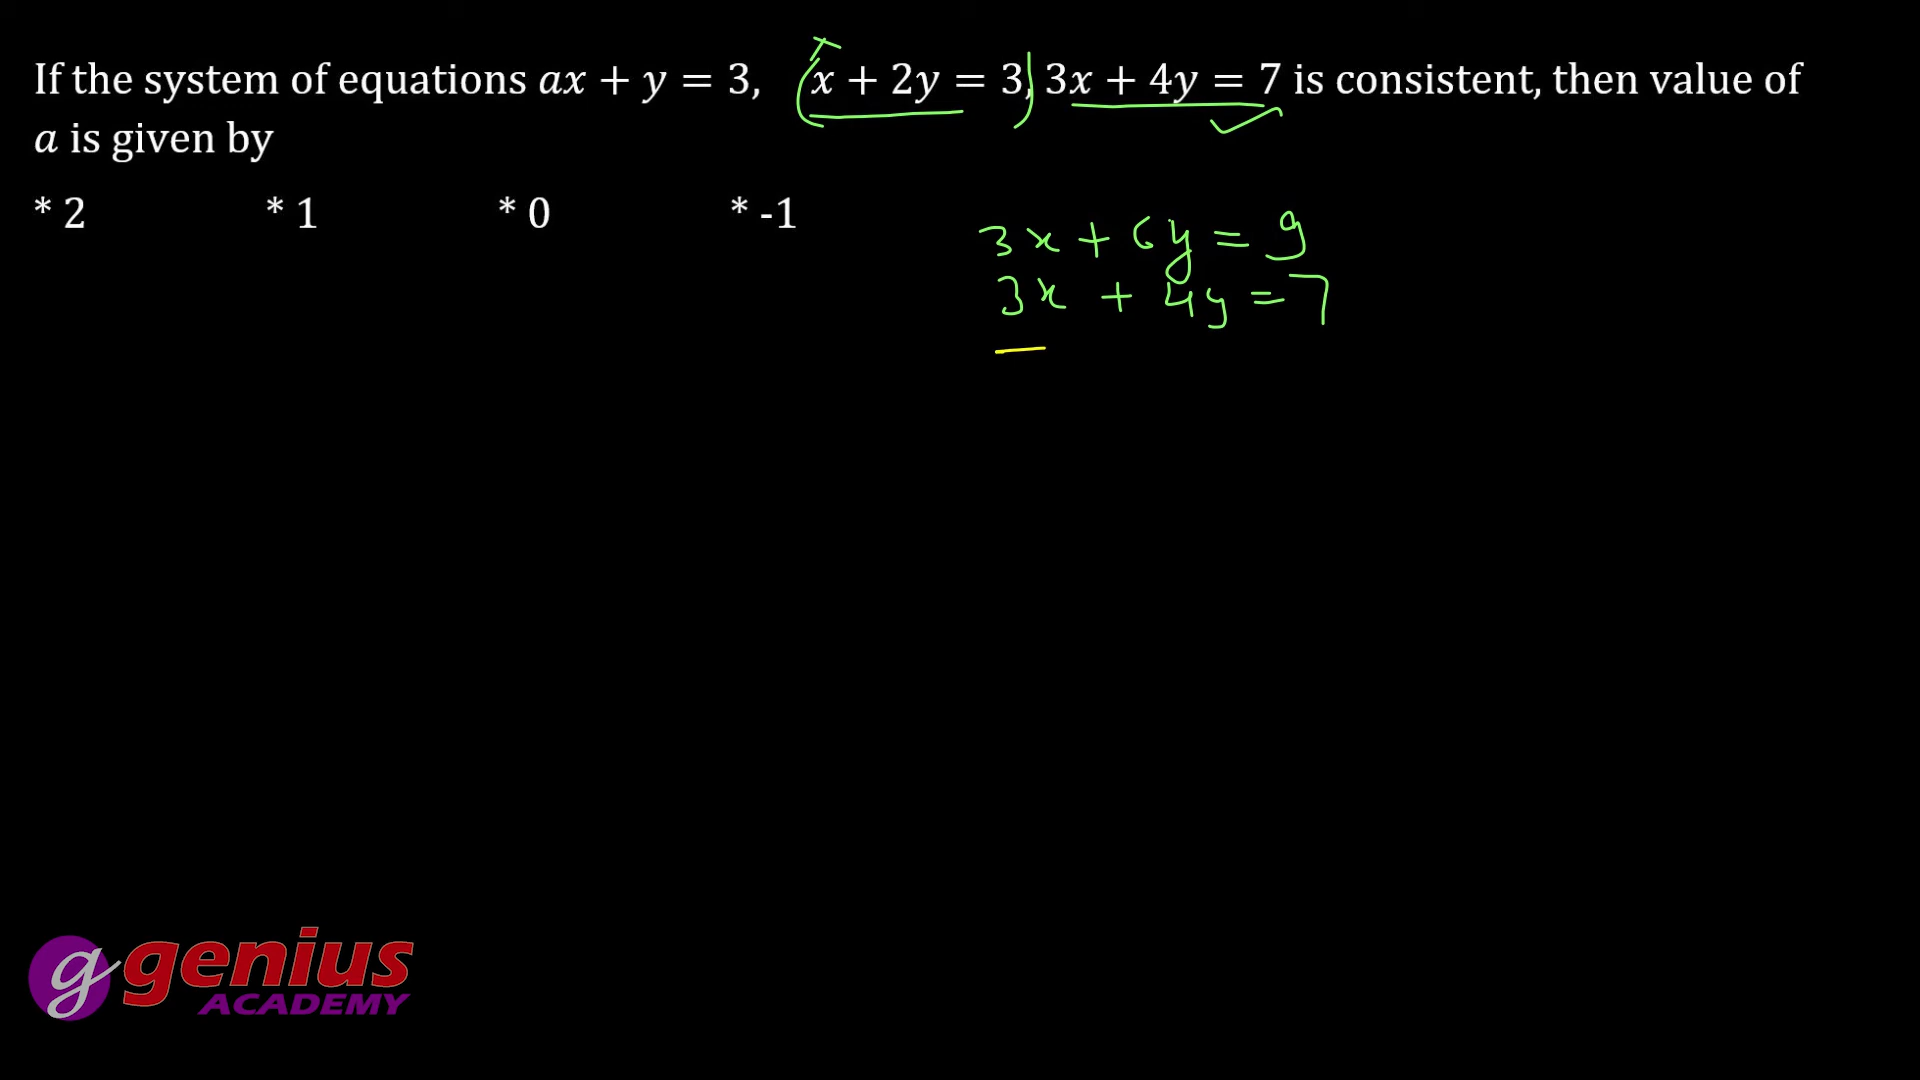 If the system of equations ax + y = 3, x + 2y = 3, 3x + 4y = 7 is consistent, then value of
a is given by
* 2 * 1 * 0 * -1
3x + 6y = 9
3x + 4y = 7
g genius
ACADEMY